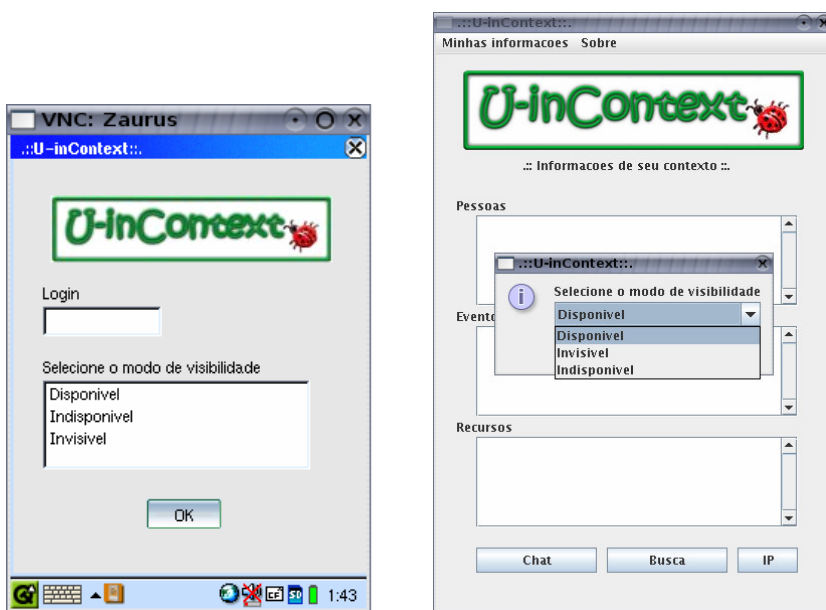 VNC: Zaurus
.::U-inContext::.
U-inContext
Login
Selecione o modo de visibilidade
Disponivel
Indisponivel
Invisivel
OK
1:43
.::U-inContext::.
Minhas informacoes Sobre
U-inContext
.:: Informacoes de seu contexto ::.
Pessoas
.::U-inContext::.
Selecione o modo de visibilidade
Disponivel
Evento
Disponivel
Invisivel
Indisponivel
Recursos
Chat Busca IP